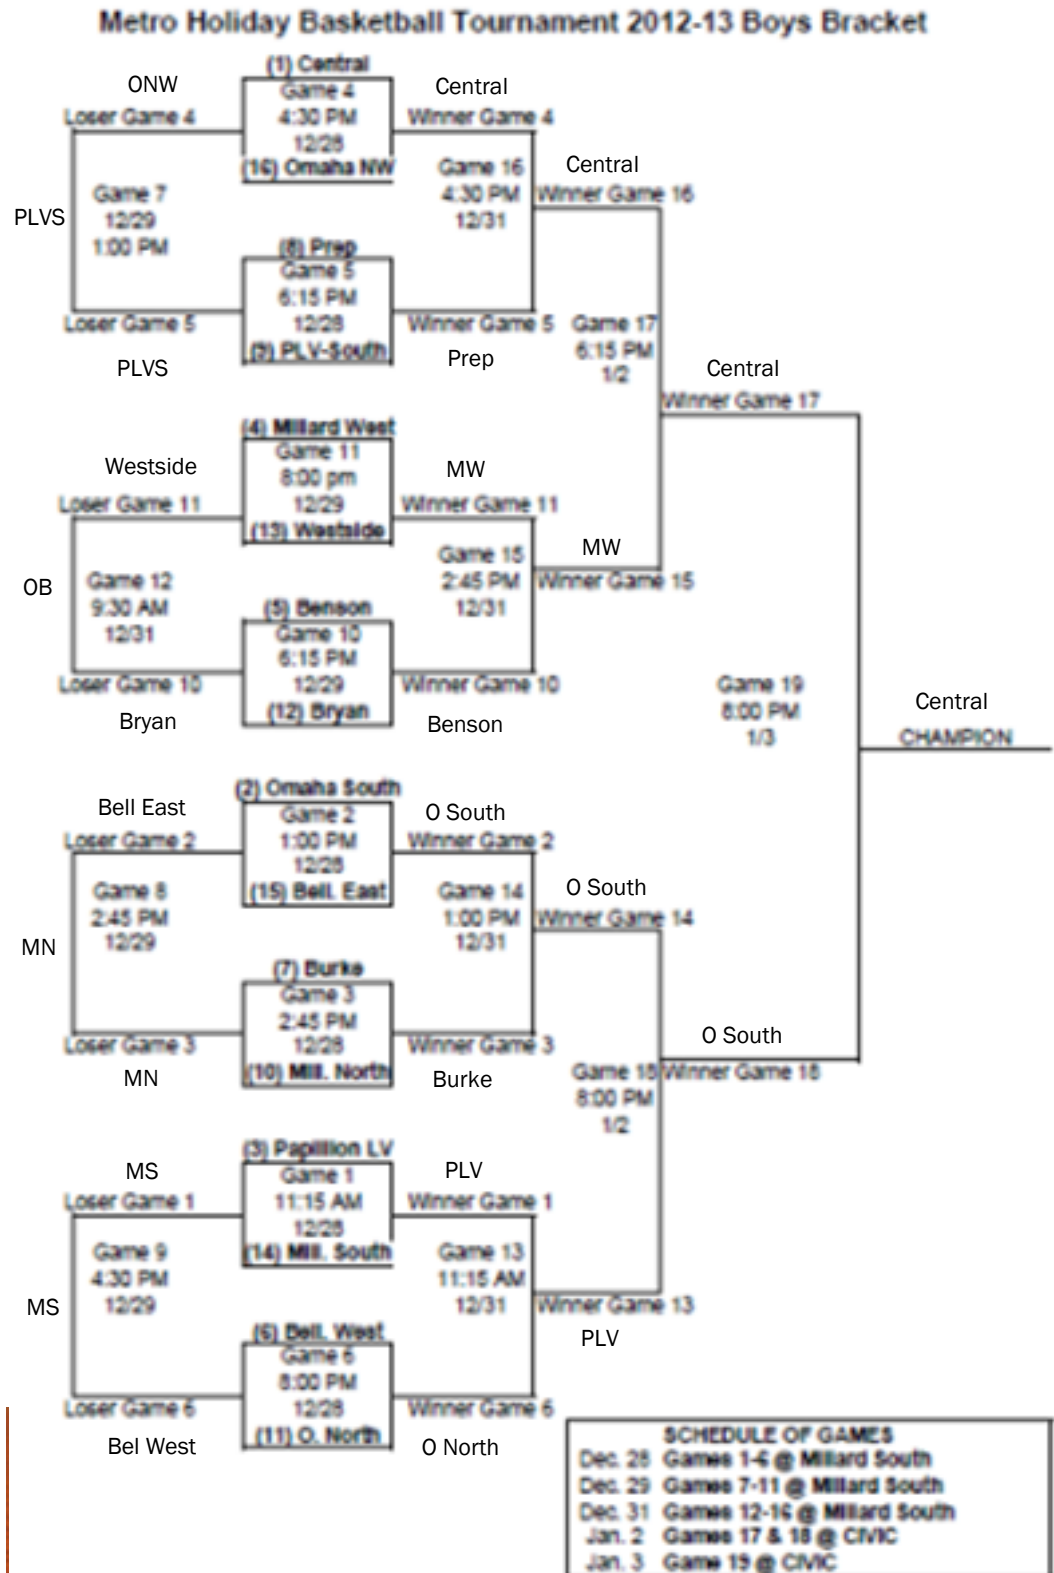 Metro Holiday Basketball Tournament 2012-13 Boys Bracket
(1) Central
ONW
Game 4
Central
Loser Game 4
4:30 PM
Winner Game 4
12/28
(16) Omaha NW
Game 16
Central
4:30 PM
Winner Game 16
12/31
Game 7
PLVS
12/29
1:00 PM
(8) Prep
Game 5
6:15 PM
Loser Game 5
12/28
Winner Game 5
(9) PLV-South
PLVS
Prep
Game 17
6:15 PM
1/2
Central
Winner Game 17
(4) Millard West
Westside
Game 11
MW
8:00 pm
Loser Game 11
12/29
Winner Game 11
(13) Westside
Game 15
MW
2:45 PM
Winner Game 15
12/31
OB
Game 12
9:30 AM
12/31
(5) Benson
Game 10
6:15 PM
Loser Game 10
12/29
Winner Game 10
(12) Bryan
Bryan
Benson
Game 19
8:00 PM
1/3
Central
CHAMPION
(2) Omaha South
Bell East
Game 2
O South
Loser Game 2
1:00 PM
Winner Game 2
12/28
(15) Bell. East
Game 8
2:45 PM
12/29
MN
Game 14
1:00 PM
12/31
O South
Winner Game 14
(7) Burke
Game 3
2:45 PM
Loser Game 3
12/28
Winner Game 3
(10) Mill. North
MN
Burke
O South
Game 18
Winner Game 18
8:00 PM
1/2
(3) Papillion LV
MS
Game 1
PLV
Loser Game 1
11:15 AM
Winner Game 1
12/28
(14) Mill. South
Game 9
4:30 PM
12/29
MS
Game 13
11:15 AM
12/31
Winner Game 13
PLV
(6) Bell. West
Game 6
8:00 PM
Loser Game 6
12/28
Winner Game 6
(11) O. North
Bel West
O North
SCHEDULE OF GAMES
Dec. 28 Games 1-6 @ Millard South
Dec. 29 Games 7-11 @ Millard South
Dec. 31 Games 12-16 @ Millard South
Jan. 2 Games 17 & 18 @ CIVIC
Jan. 3 Game 19 @ CIVIC